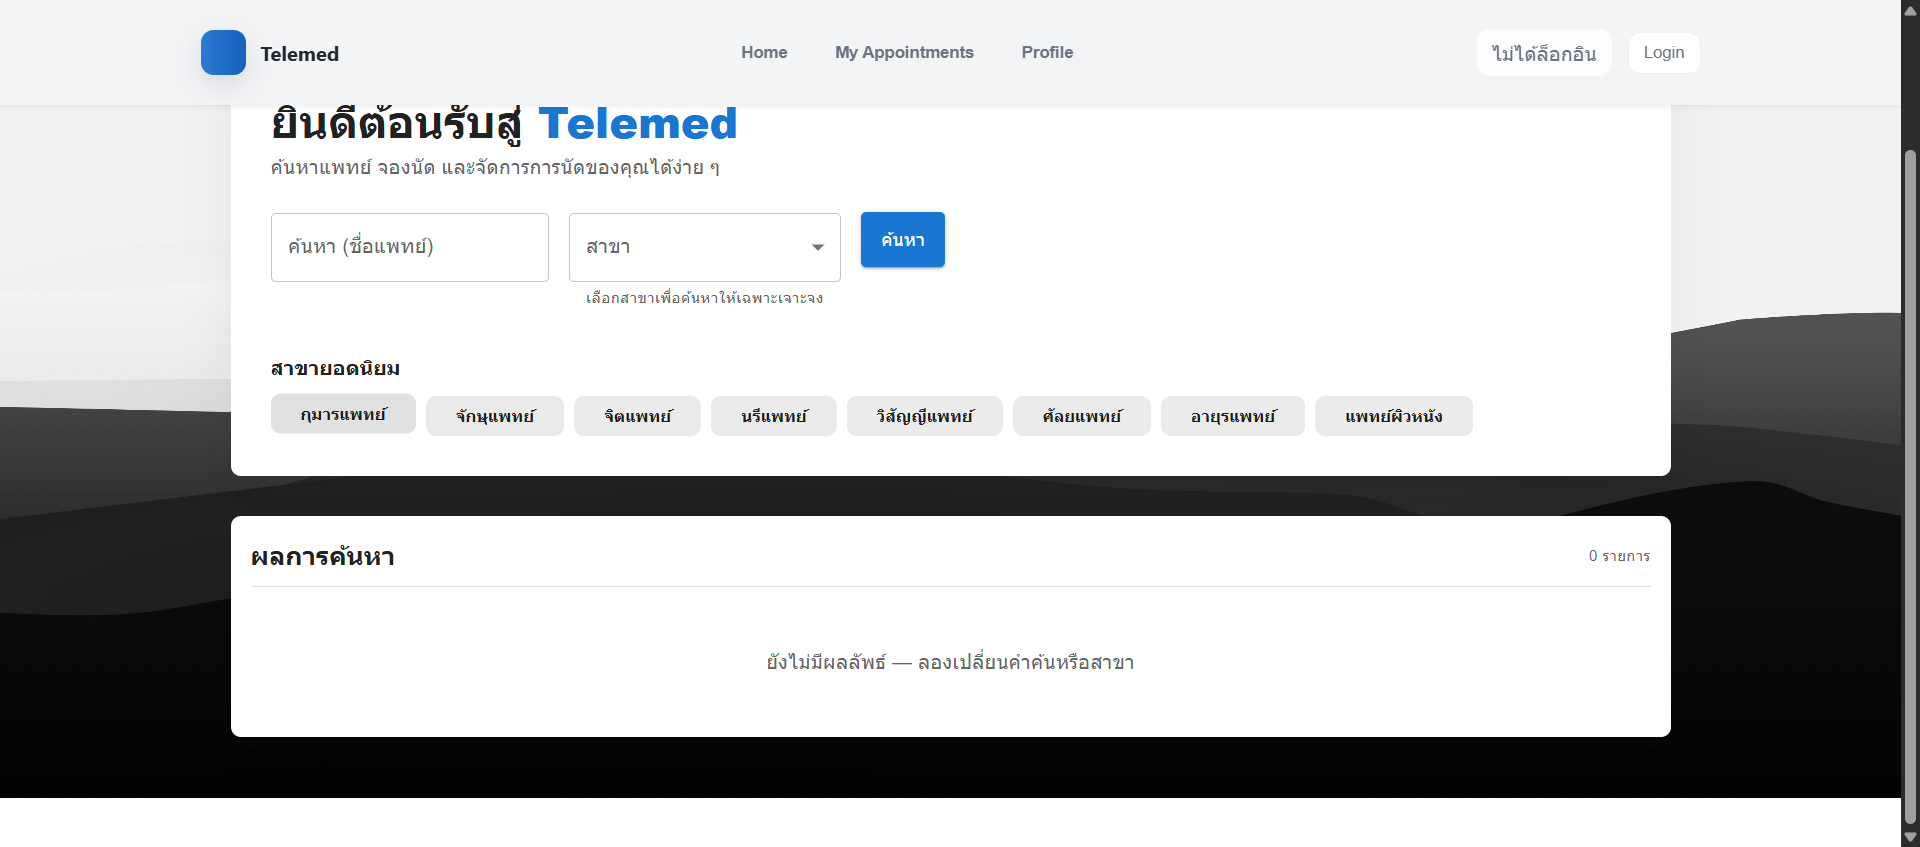 Telemed
Home
My Appointments
Profile
ไม่ได้ล็อกอิน
Login
ยินดีต้อนรับสู่ Telemed
ค้นหาแพทย์ จองนัด และจัดการการนัดของคุณได้ง่าย ๆ
ค้นหา (ชื่อแพทย์)
สาขา
ค้นหา
เลือกสาขาเพื่อค้นหาให้เฉพาะเจาะจง
สาขายอดนิยม
กุมารแพทย์
จักษุแพทย์
จิตแพทย์
นรีแพทย์
วิสัญญีแพทย์
ศัลยแพทย์
อายุรแพทย์
แพทย์ผิวหนัง
ผลการค้นหา
0 รายการ
ยังไม่มีผลลัพธ์ — ลองเปลี่ยนคำค้นหรือสาขา